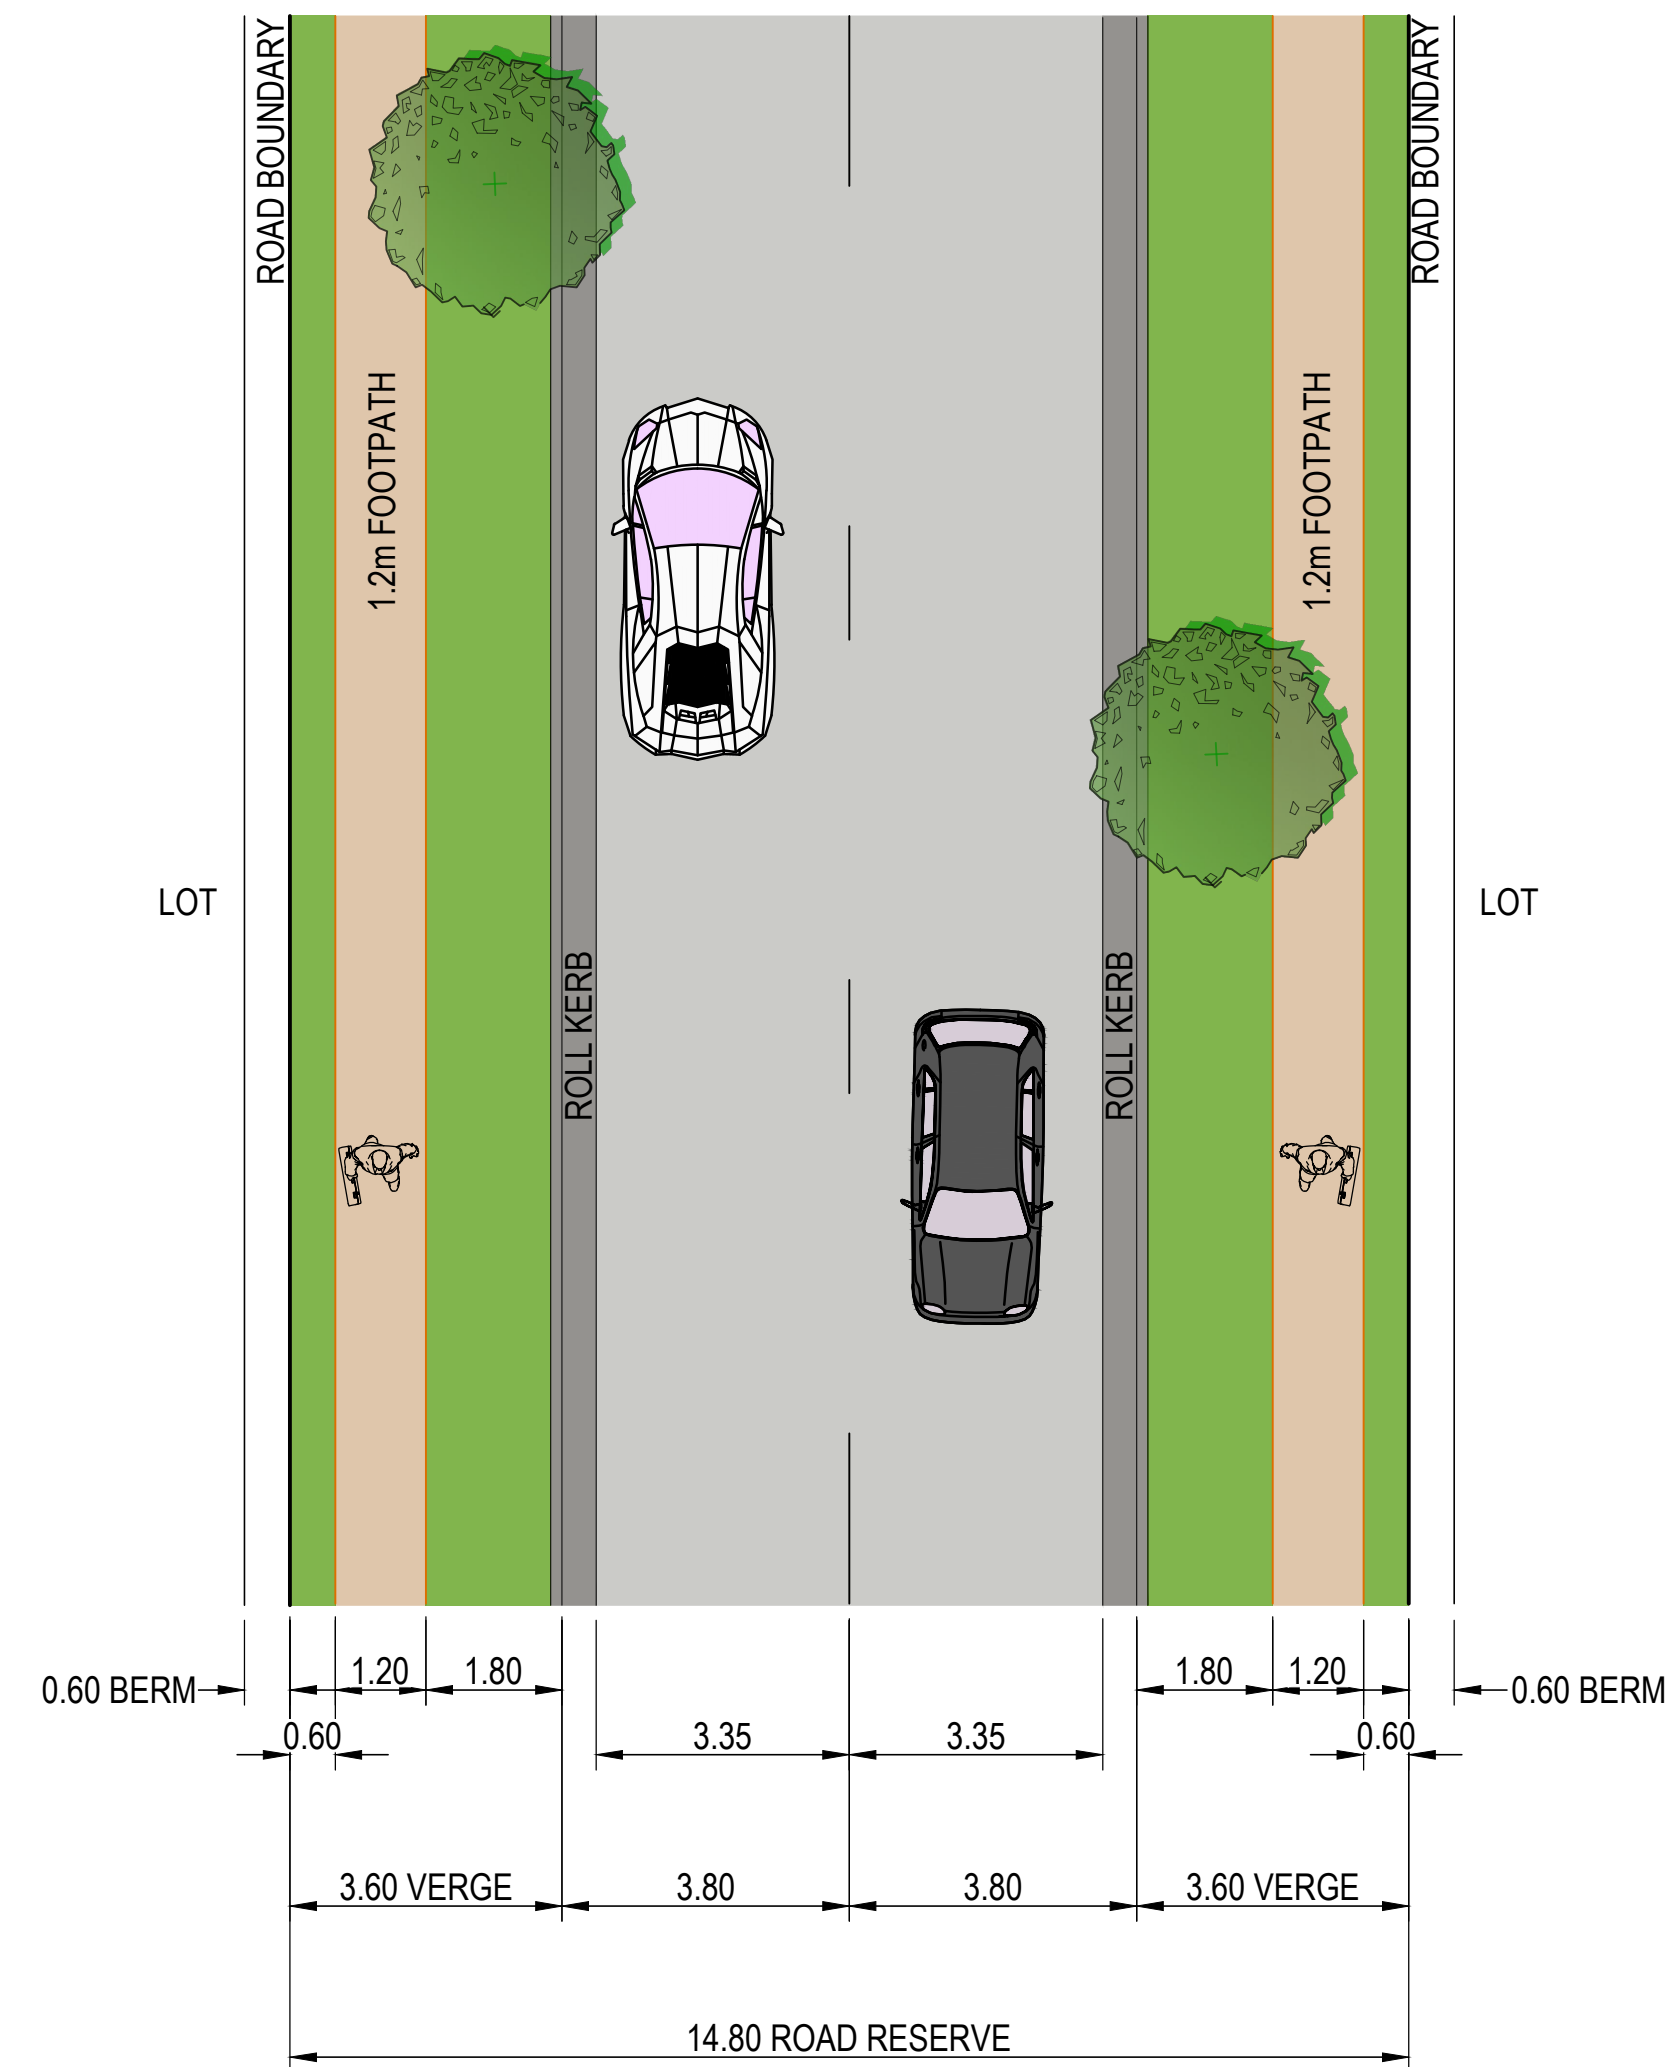 ROAD BOUNDARY
ROAD BOUNDARY
1.2m FOOTPATH
1.2m FOOTPATH
LOT
LOT
ROLL KERB
ROLL KERB
0.60 BERM
1.20
1.80
1.80
1.20
0.60 BERM
0.60
3.35
3.35
0.60
3.60 VERGE
3.80
3.80
3.60 VERGE
14.80 ROAD RESERVE